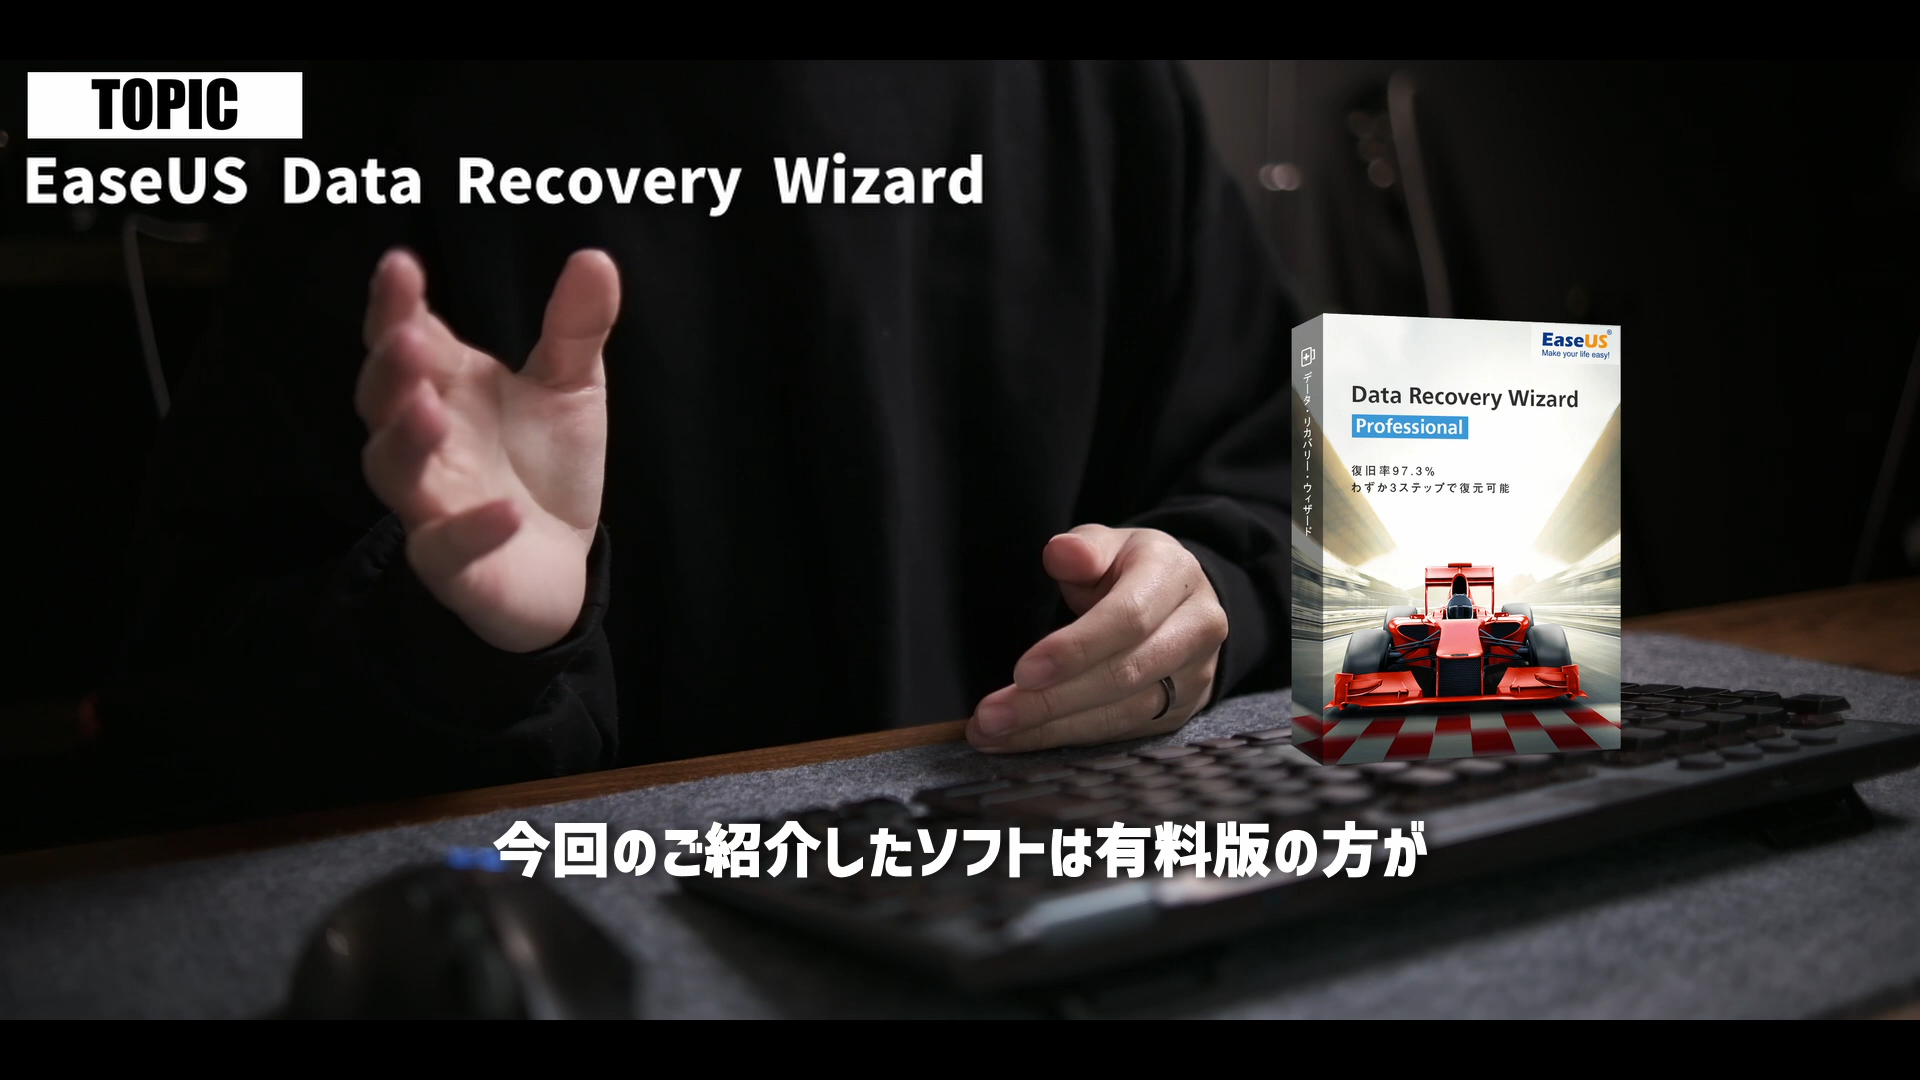 TOPIC
EaseUS Data Recovery Wizard
EaseUS®
Make your life easy!
Data Recovery Wizard
Professional
復旧率97.3%
わずか3ステップで復元可能
データ・リカバリー・ウィザード
今回のご紹介したソフトは有料版の方が